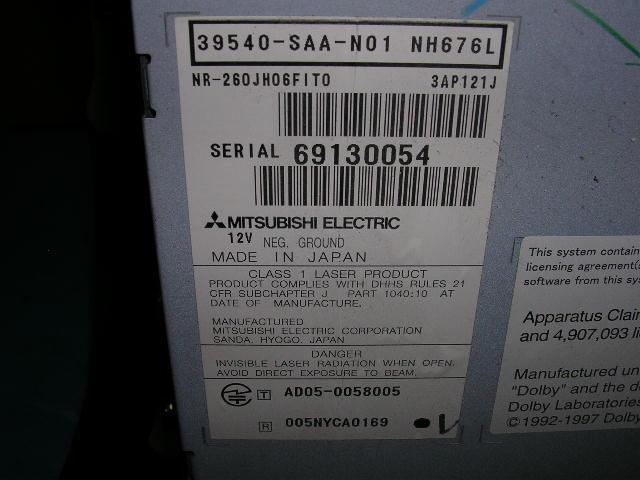 39540-SAA-N01 NH676L
NR-260JH06FIT0 3AP121J
SERIAL 69130054
MITSUBISHI ELECTRIC
12V NEG. GROUND
MADE IN JAPAN
CLASS 1 LASER PRODUCT
PRODUCT COMPLIES WITH DHHS RULES 21
CFR SUBCHAPTER J PART 1040:10 AT
DATE OF MANUFACTURE.
MANUFACTURED
MITSUBISHI ELECTRIC CORPORATION
SANDA, HYOGO, JAPAN
DANGER
INVISIBLE LASER RADIATION WHEN OPEN.
AVOID DIRECT EXPOSURE TO BEAM.
T AD05-0058005
R 005NYCA0169
This system contain
licensing agreement(s
software from this sys
Apparatus Clai
and 4,907,093 li
Manufactured un
"Dolby" and the d
Dolby Laboratories
©1992-1997 Dolby